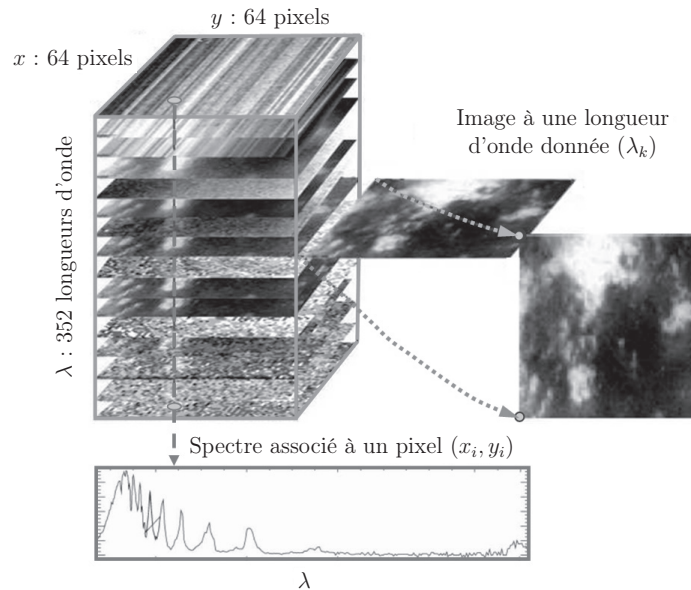 y : 64 pixels
x : 64 pixels
Image à une longueur
d'onde donnée (λₖ)
λ : 352 longueurs d'onde
Spectre associé à un pixel (xᵢ, yᵢ)
λ